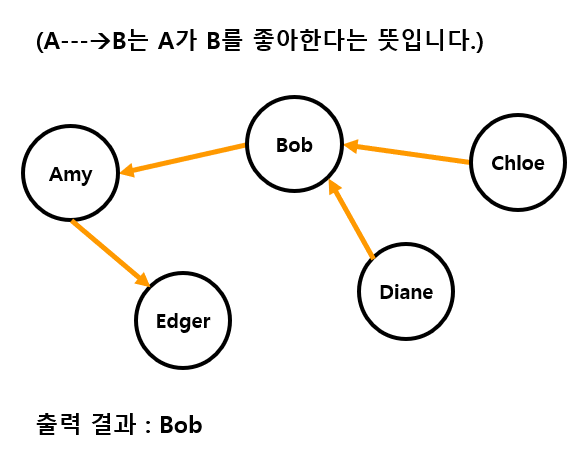 (A---→B는 A가 B를 좋아한다는 뜻입니다.)
Bob
Chloe
Amy
Diane
Edger
출력 결과 : Bob